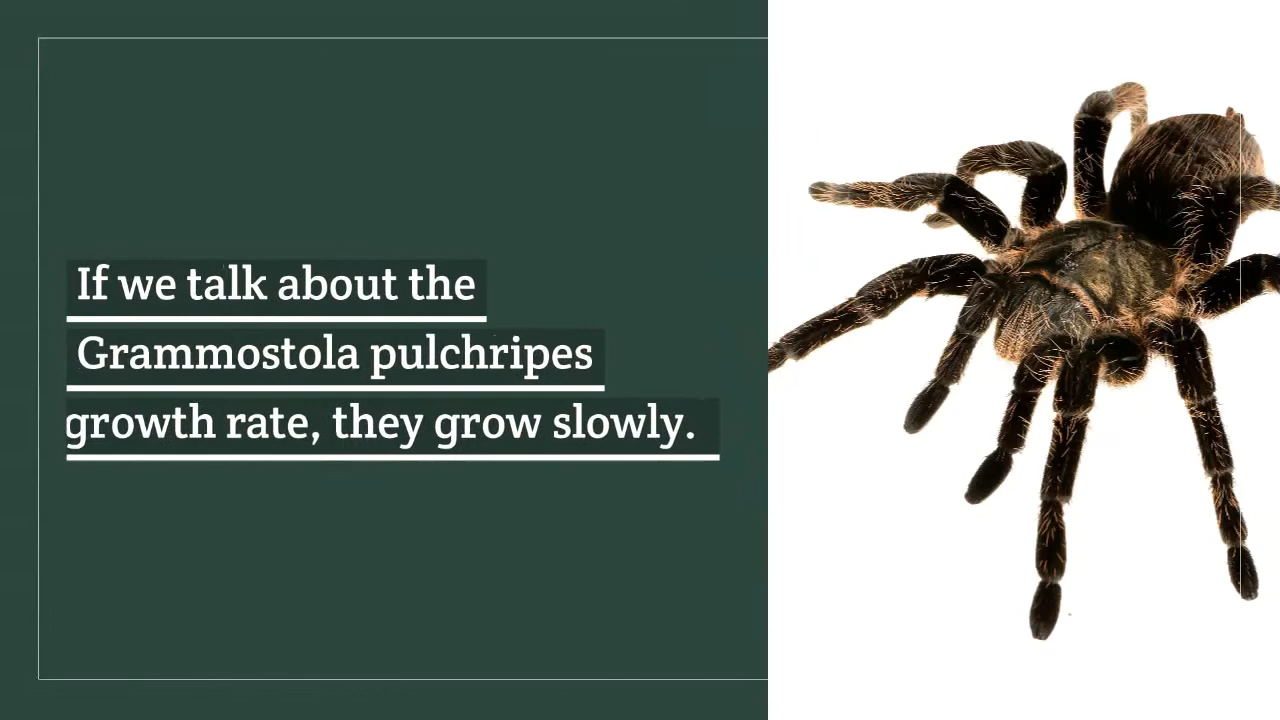 If we talk about the
Grammostola pulchripes
growth rate, they grow slowly.